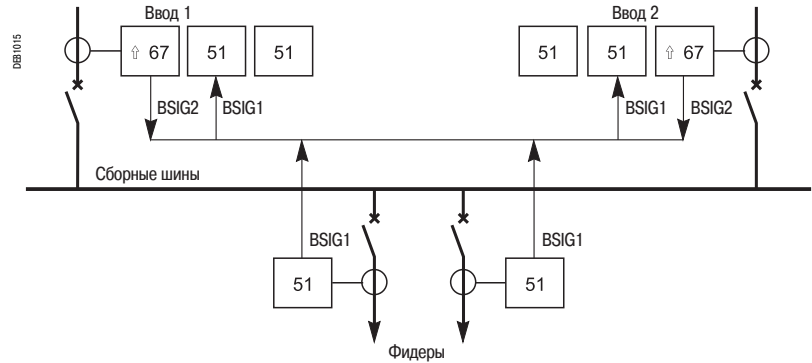 Ввод 1
Ввод 2
DE81015
⇧ 67
51
51
51
51
⇧ 67
BSIG2
BSIG1
BSIG1
BSIG2
Сборные шины
BSIG1
BSIG1
51
51
Фидеры